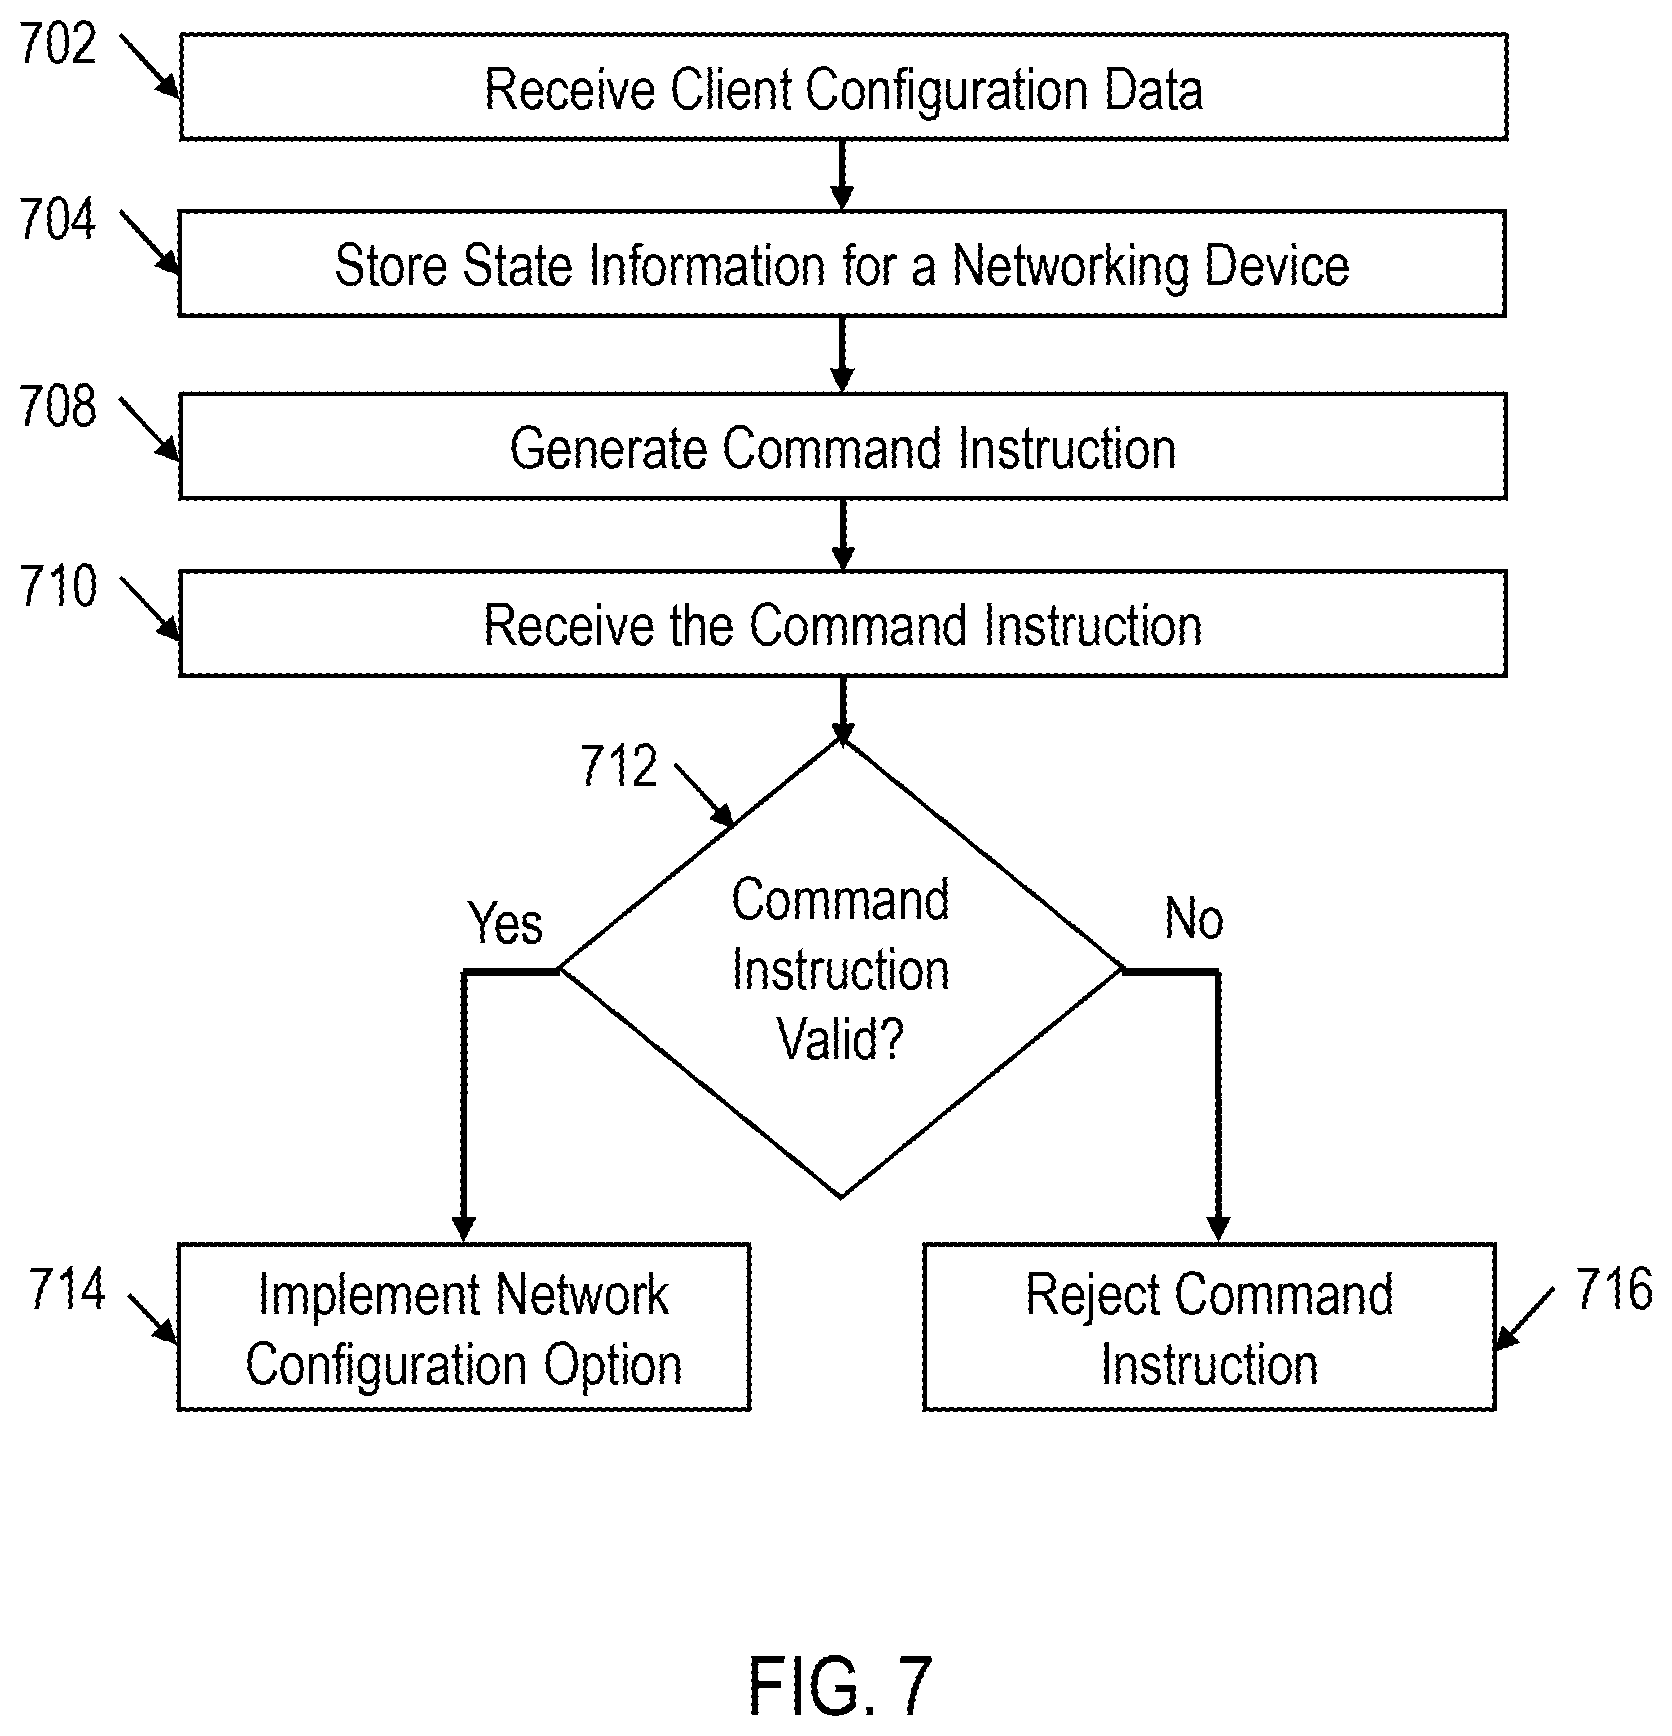 702
Receive Client Configuration Data
704
Store State Information for a Networking Device
708
Generate Command Instruction
710
Receive the Command Instruction
712
Command
Instruction
Valid?
Yes
No
714
Implement Network
Configuration Option
Reject Command
Instruction
716
FIG. 7